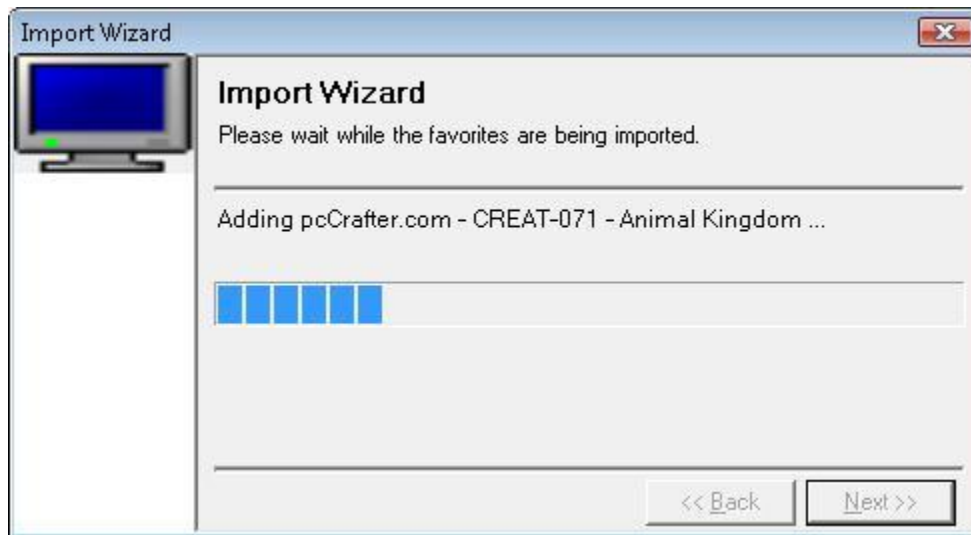 Import Wizard
Import Wizard
Please wait while the favorites are being imported.
Adding pcCrafter.com - CREAT-071 - Animal Kingdom ...
<< Back
Next >>